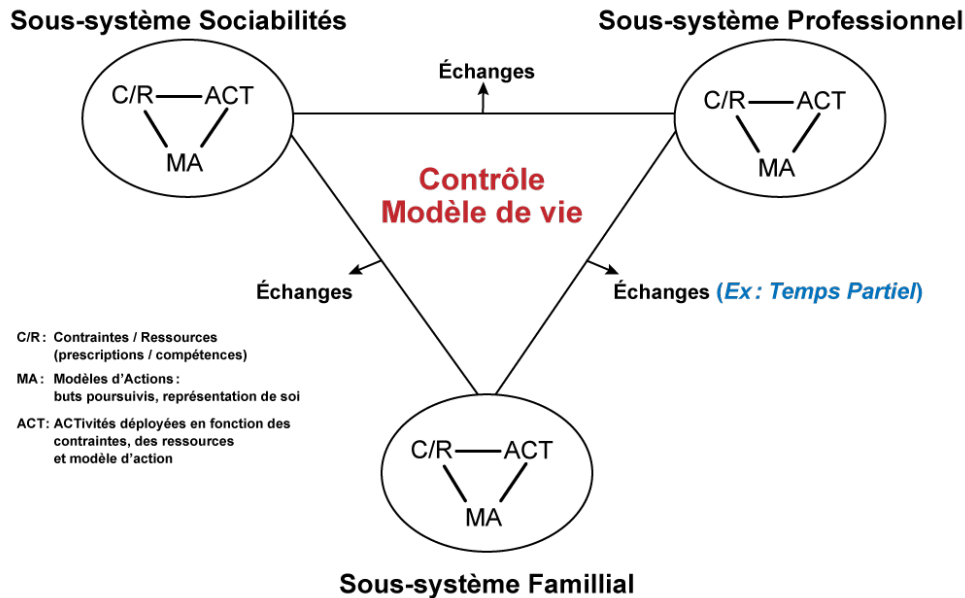 Sous-système Sociabilités
Sous-système Professionnel
Échanges
C/R ACT
MA
C/R ACT
MA
Contrôle
Modèle de vie
Échanges
Échanges (Ex : Temps Partiel)
C/R : Contraintes / Ressources
(prescriptions / compétences)
MA : Modèles d'Actions :
buts poursuivis, représentation de soi
ACT : ACTivités déployées en fonction des
contraintes, des ressources
et modèle d'action
C/R ACT
MA
Sous-système Famillial